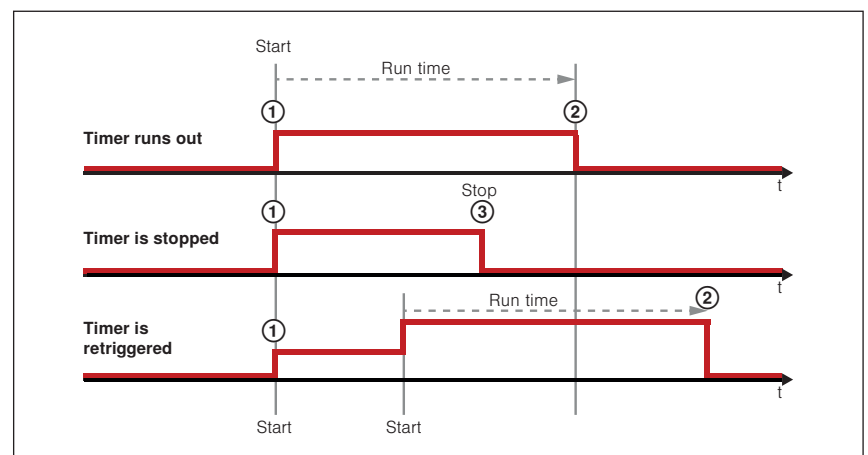 Start
Run time
① ②
Timer runs out
t
Stop
① ③
Timer is stopped
t
Run time ②
Timer is ①
retriggered
t
Start Start